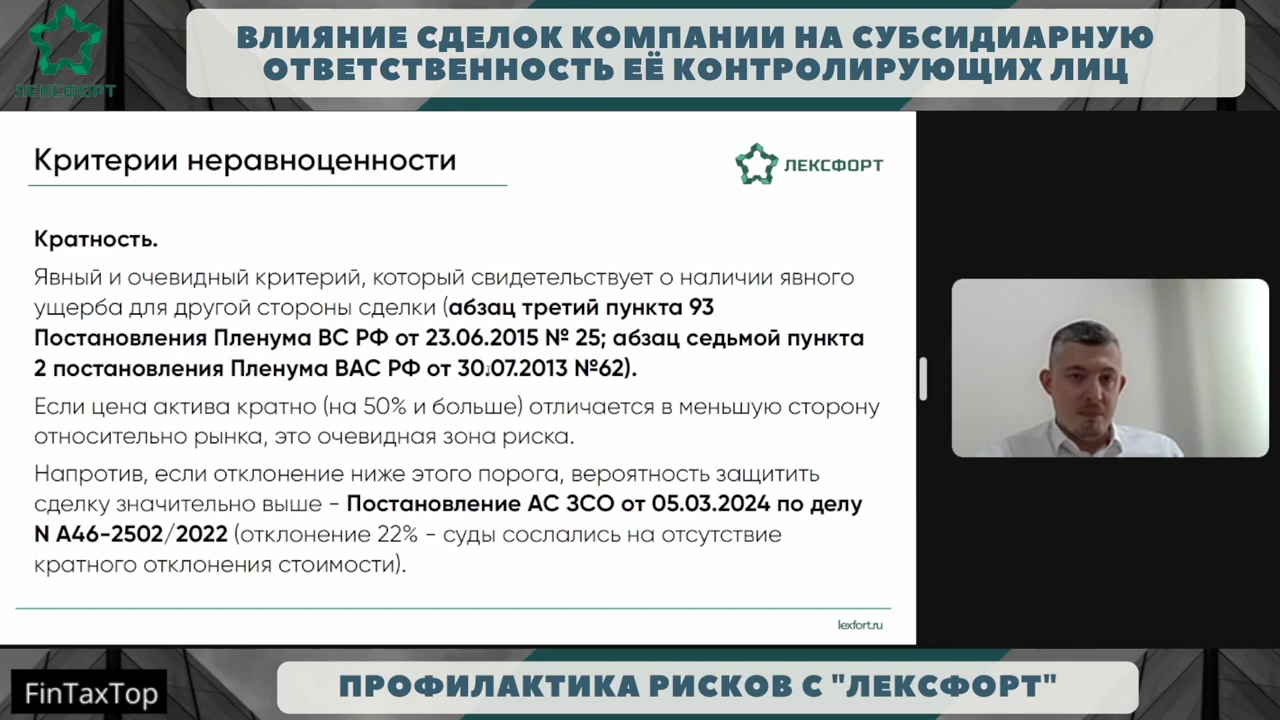 ВЛИЯНИЕ СДЕЛОК КОМПАНИИ НА СУБСИДИАРНУЮ
ОТВЕТСТВЕННОСТЬ ЕЁ КОНТРОЛИРУЮЩИХ ЛИЦ
ЛЕКСФОРТ
Критерии неравноценности
ЛЕКСФОРТ
Кратность.
Явный и очевидный критерий, который свидетельствует о наличии явного
ущерба для другой стороны сделки (абзац третий пункта 93
Постановления Пленума ВС РФ от 23.06.2015 № 25; абзац седьмой пункта
2 постановления Пленума ВАС РФ от 30.07.2013 №62).
Если цена актива кратно (на 50% и больше) отличается в меньшую сторону
относительно рынка, это очевидная зона риска.
Напротив, если отклонение ниже этого порога, вероятность защитить
сделку значительно выше - Постановление АС ЗСО от 05.03.2024 по делу
N А46-2502/2022 (отклонение 22% - суды сослались на отсутствие
кратного отклонения стоимости).
lexfort.ru
FinTaxTop
ПРОФИЛАКТИКА РИСКОВ С "ЛЕКСФОРТ"